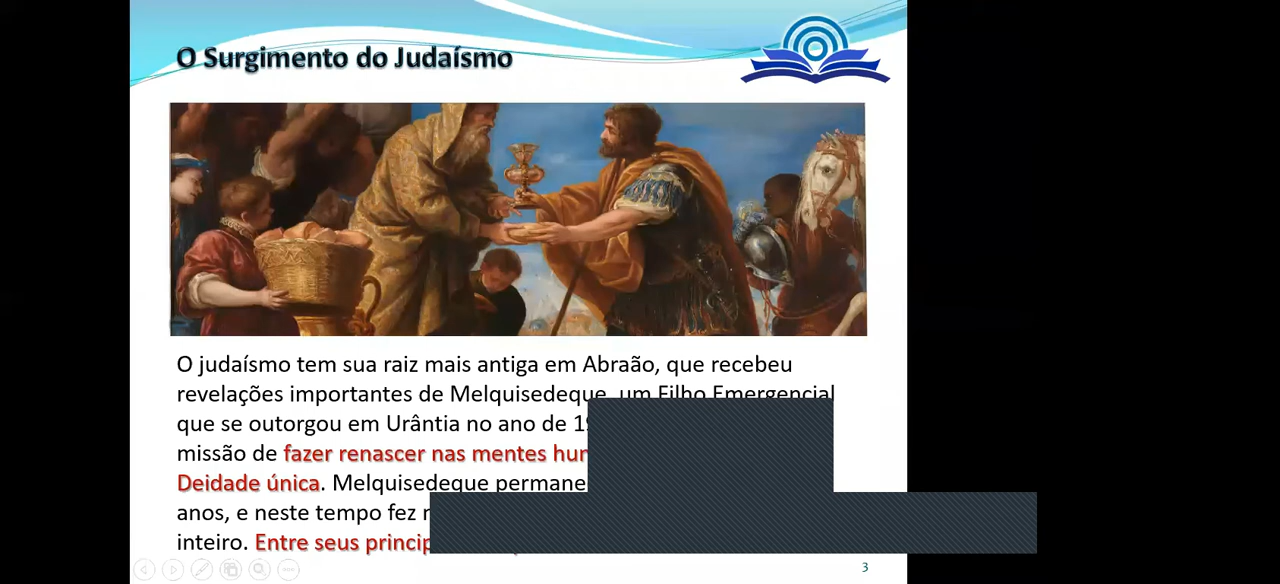 O Surgimento do Judaísmo
O judaísmo tem sua raiz mais antiga em Abraão, que recebeu
revelações importantes de Melquisedeque, um Filho Emergencial
que se outorgou em Urântia no ano de
missão de fazer renascer nas mentes
Deidade única. Melquisedeque
anos, e neste tempo fez
inteiro. Entre seus
3